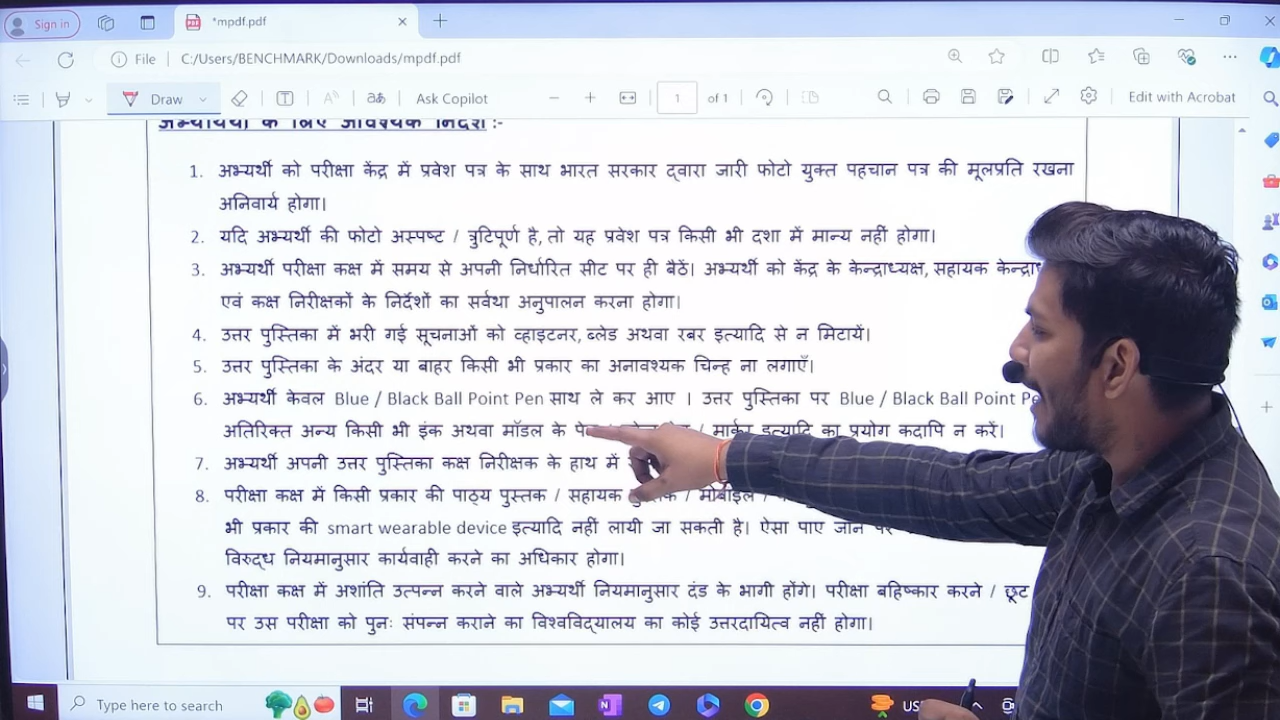 Sign in
*mpdf.pdf
File C:/Users/BENCHMARK/Downloads/mpdf.pdf
Draw
Ask Copilot
1 of 1
Edit with Acrobat
अभ्यर्थियों के लिए आवश्यक निर्देश :-
1. अभ्यर्थी को परीक्षा केंद्र में प्रवेश पत्र के साथ भारत सरकार द्वारा जारी फोटो युक्त पहचान पत्र की मूलप्रति रखना
अनिवार्य होगा।
2. यदि अभ्यर्थी की फोटो अस्पष्ट / त्रुटिपूर्ण है, तो यह प्रवेश पत्र किसी भी दशा में मान्य नहीं होगा।
3. अभ्यर्थी परीक्षा कक्ष में समय से अपनी निर्धारित सीट पर ही बैठें। अभ्यर्थी को केंद्र के केन्द्राध्यक्ष, सहायक
एवं कक्ष निरीक्षकों के निर्देशों का सर्वथा अनुपालन करना होगा।
4. उत्तर पुस्तिका में भरी गई सूचनाओं को व्हाइटनर, ब्लेड अथवा रबर इत्यादि से न मिटायें।
5. उत्तर पुस्तिका के अंदर या बाहर किसी भी प्रकार का अनावश्यक चिन्ह ना लगाएँ।
6. अभ्यर्थी केवल Blue / Black Ball Point Pen साथ ले कर आए । उत्तर पुस्तिका पर Blue / Black Ball Point
अतिरिक्त अन्य किसी भी इंक अथवा मॉडल के / मार्कर इत्यादि का प्रयोग कदापि न करें।
7. अभ्यर्थी अपनी उत्तर पुस्तिका कक्ष निरीक्षक के हाथ में
8. परीक्षा कक्ष में किसी प्रकार की पाठ्य पुस्तक / सहायक / मोबाइल /
भी प्रकार की smart wearable device इत्यादि नहीं लायी जा सकती है। ऐसा पाए जाने पर
विरुद्ध नियमानुसार कार्यवाही करने का अधिकार होगा।
9. परीक्षा कक्ष में अशांति उत्पन्न करने वाले अभ्यर्थी नियमानुसार दंड के भागी होंगे। परीक्षा बहिष्कार करने / छूट
पर उस परीक्षा को पुनः संपन्न कराने का विश्वविद्यालय का कोई उत्तरदायित्व नहीं होगा।
Type here to search